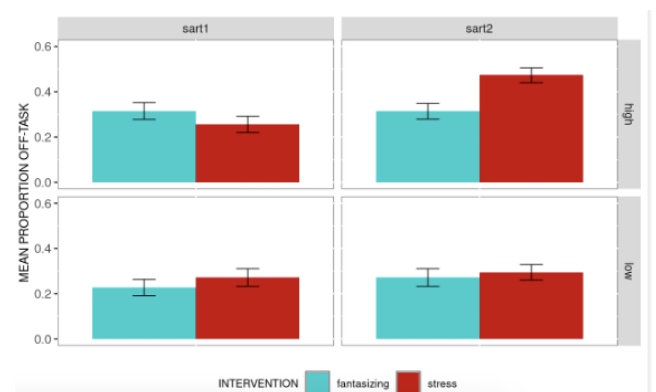 sart1
sart2
0.6
0.4
0.2
0.0
high
0.6
0.4
0.2
0.0
low
MEAN PROPORTION OFF-TASK
INTERVENTION fantasizing stress